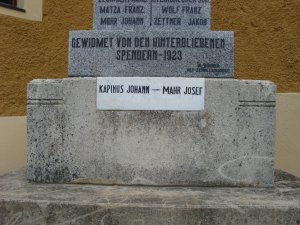 MATZA FRANZ WOLF FRANZ
MOHR JOHANN ZETTNER JAKOB
GEWIDMET VON DEN HINTERBLIEBENEN
SPENDERN-1923
KAPINUS JOHANN — MAHR JOSEF